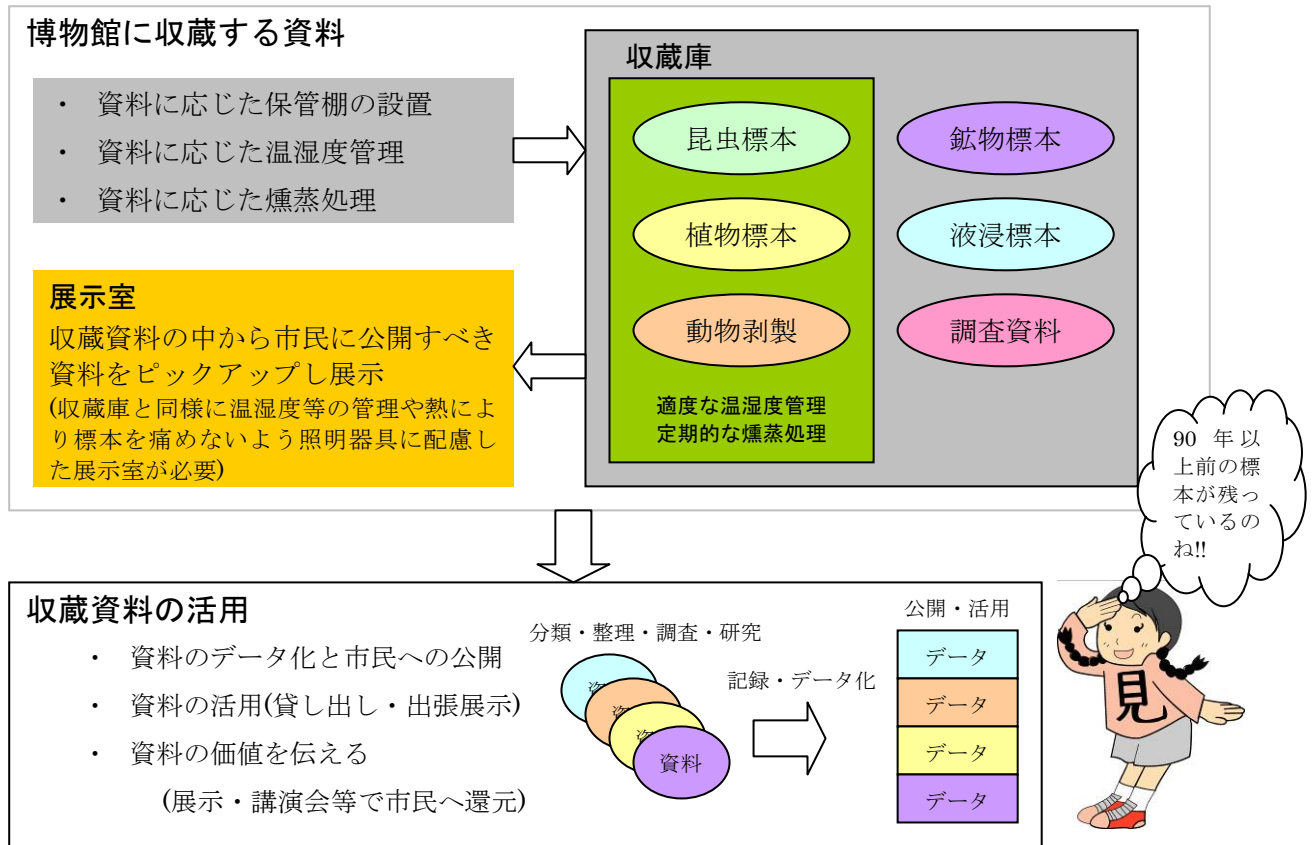 博物館に収蔵する資料
・ 資料に応じた保管棚の設置
・ 資料に応じた温湿度管理
・ 資料に応じた燻蒸処理
展示室
収蔵資料の中から市民に公開すべき
資料をピックアップし展示
(収蔵庫と同様に温湿度等の管理や熱によ
り標本を痛めないよう照明器具に配慮し
た展示室が必要)
収蔵庫
昆虫標本
鉱物標本
植物標本
液浸標本
動物剥製
調査資料
適度な温湿度管理
定期的な燻蒸処理
90 年以
上前の標
本が残っ
ているの
ね!!
収蔵資料の活用
・ 資料のデータ化と市民への公開
・ 資料の活用(貸し出し・出張展示)
・ 資料の価値を伝える
(展示・講演会等で市民へ還元)
分類・整理・調査・研究
資
資
資
資料
記録・データ化
公開・活用
データ
データ
データ
データ
見